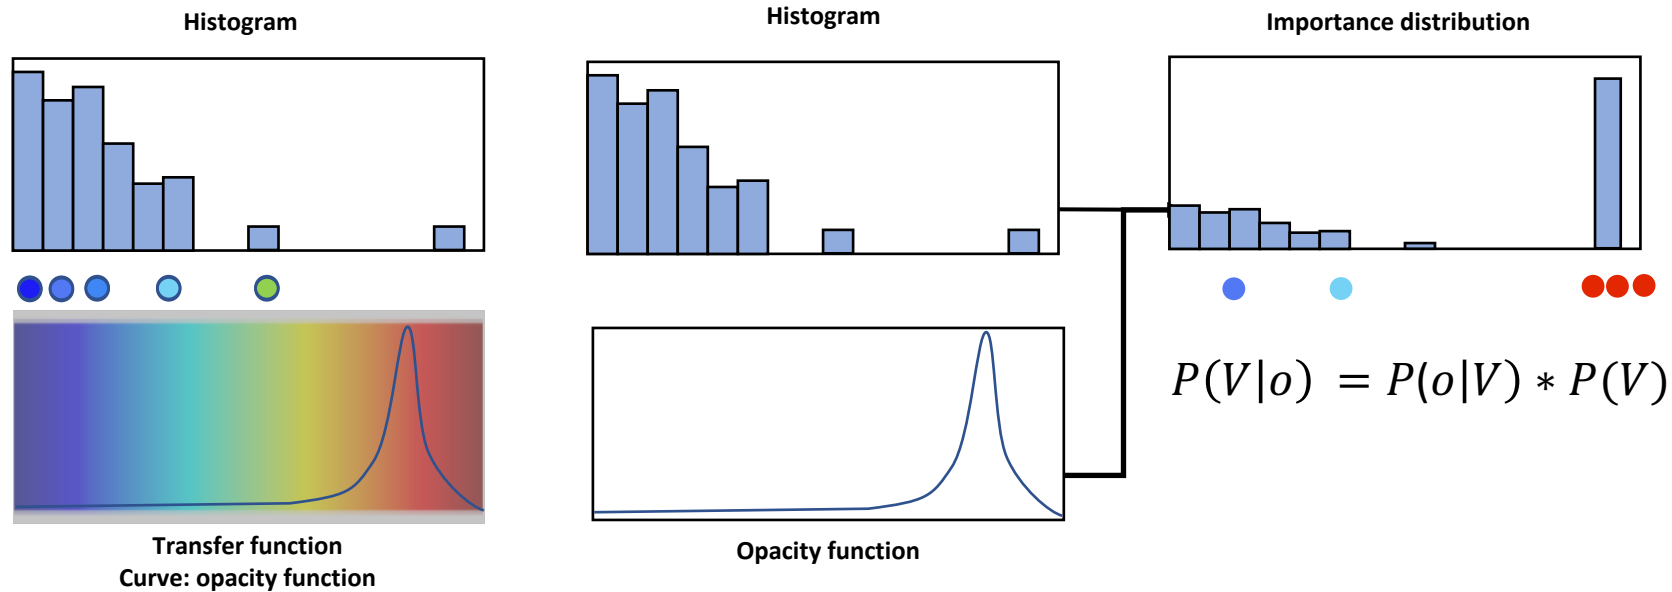 Histogram
Histogram
Importance distribution
P(V|o) = P(o|V) ∗ P(V)
Transfer function
Curve: opacity function
Opacity function